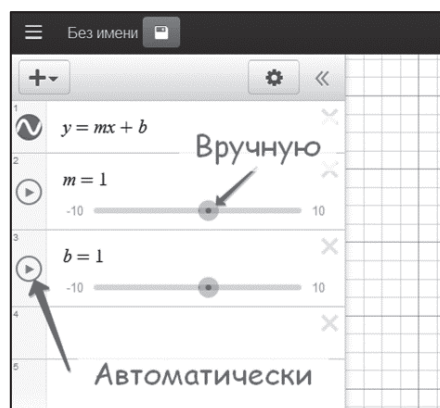 Без имени
1
y = mx + b
Вручную
2
m = 1
-10 10
3
b = 1
-10 10
4
5
Автоматически